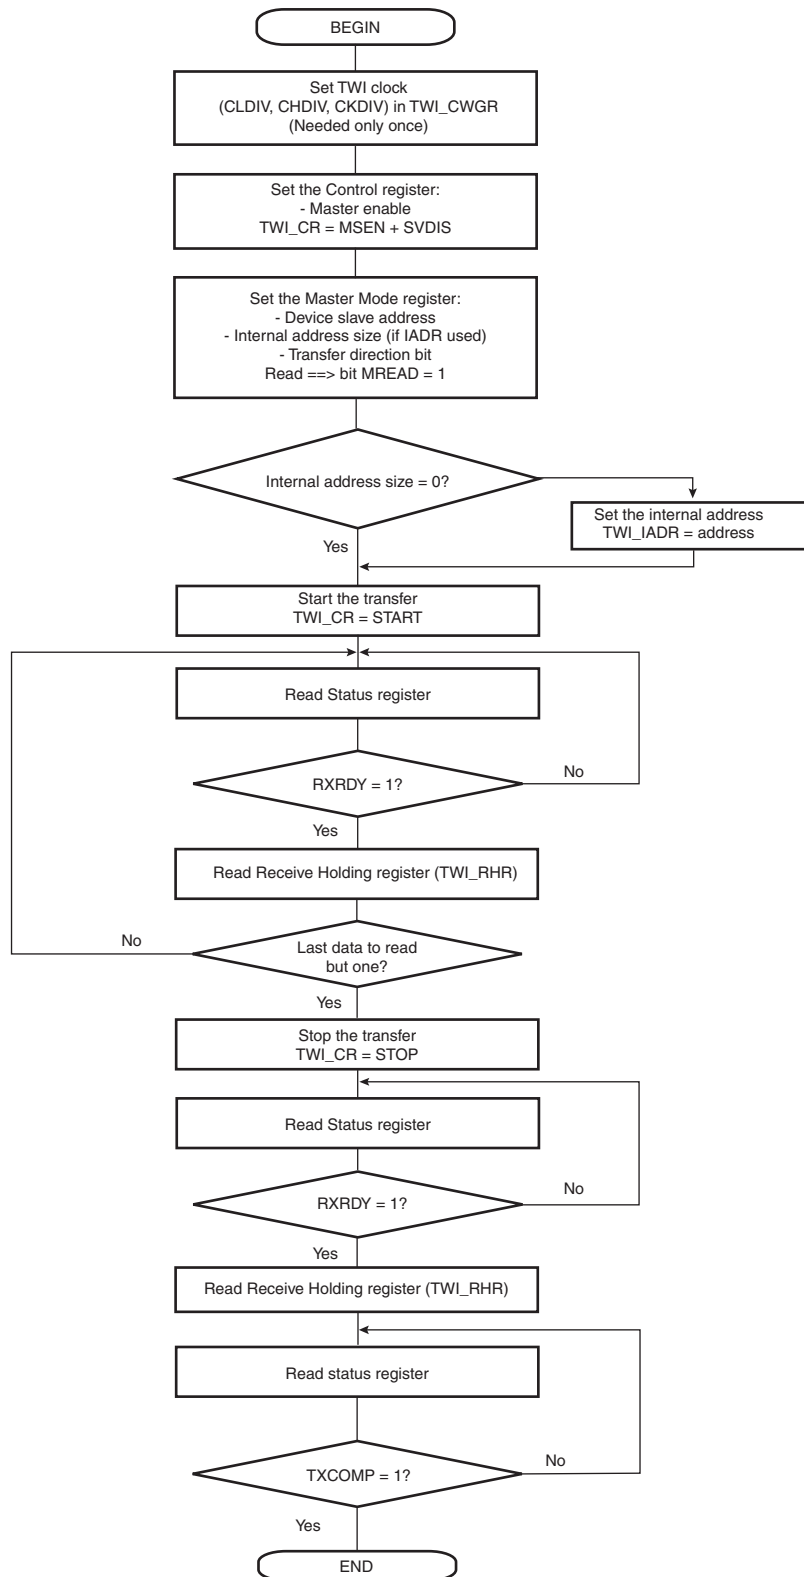 BEGIN
Set TWI clock
(CLDIV, CHDIV, CKDIV) in TWI_CWGR
(Needed only once)
Set the Control register:
- Master enable
TWI_CR = MSEN + SVDIS
Set the Master Mode register:
- Device slave address
- Internal address size (if IADR used)
- Transfer direction bit
Read ==> bit MREAD = 1
Internal address size = 0?
Set the internal address
TWI_IADR = address
Yes
Start the transfer
TWI_CR = START
Read Status register
RXRDY = 1?
No
Yes
Read Receive Holding register (TWI_RHR)
No
Last data to read
but one?
Yes
Stop the transfer
TWI_CR = STOP
Read Status register
RXRDY = 1?
No
Yes
Read Receive Holding register (TWI_RHR)
Read status register
TXCOMP = 1?
No
Yes
END